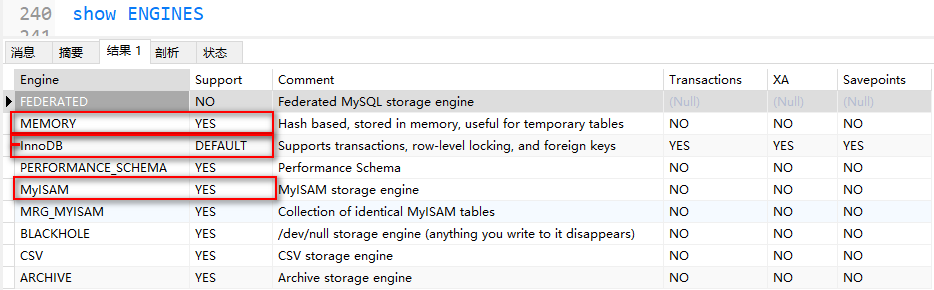 240 show ENGINES
241
消息 摘要 结果 1 剖析 状态
Engine Support Comment Transactions XA Savepoints
FEDERATED NO Federated MySQL storage engine (Null) (Null) (Null)
MEMORY YES Hash based, stored in memory, useful for temporary tables NO NO NO
InnoDB DEFAULT Supports transactions, row-level locking, and foreign keys YES YES YES
PERFORMANCE_SCHEMA YES Performance Schema NO NO NO
MyISAM YES MyISAM storage engine NO NO NO
MRG_MYISAM YES Collection of identical MyISAM tables NO NO NO
BLACKHOLE YES /dev/null storage engine (anything you write to it disappears) NO NO NO
CSV YES CSV storage engine NO NO NO
ARCHIVE YES Archive storage engine NO NO NO